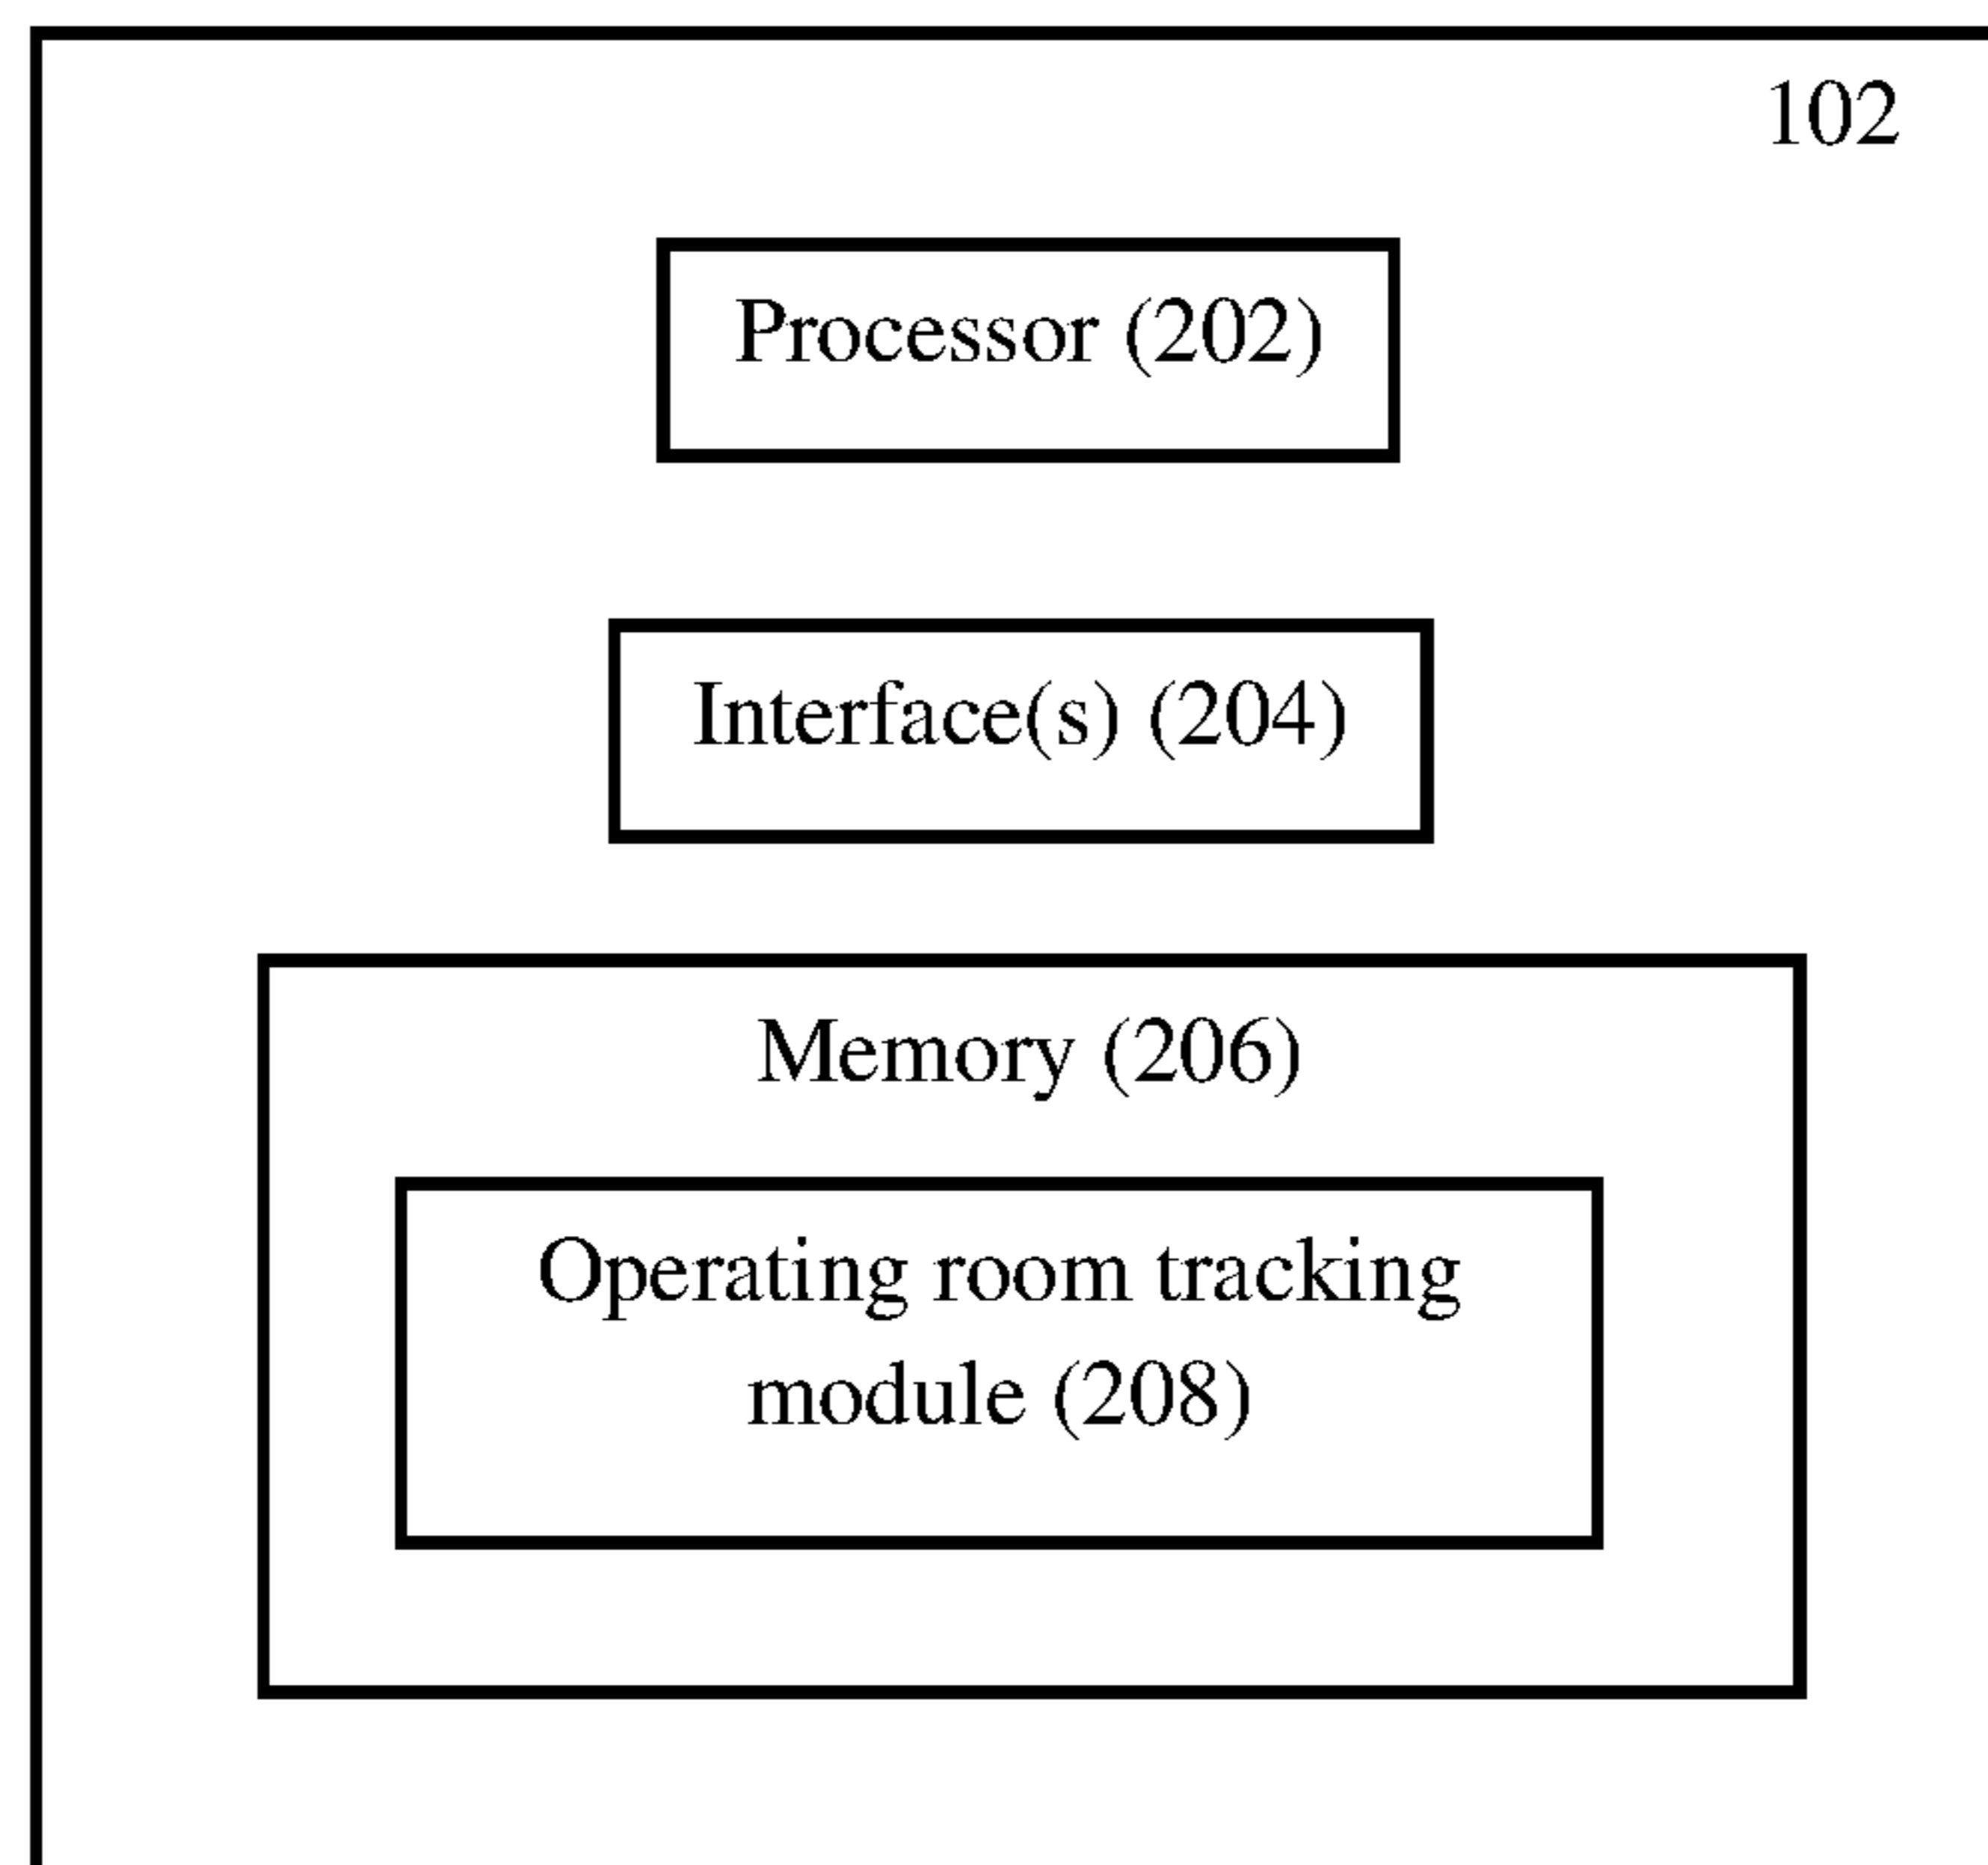 102
Processor (202)
Interface(s) (204)
Memory (206)
Operating room tracking
module (208)